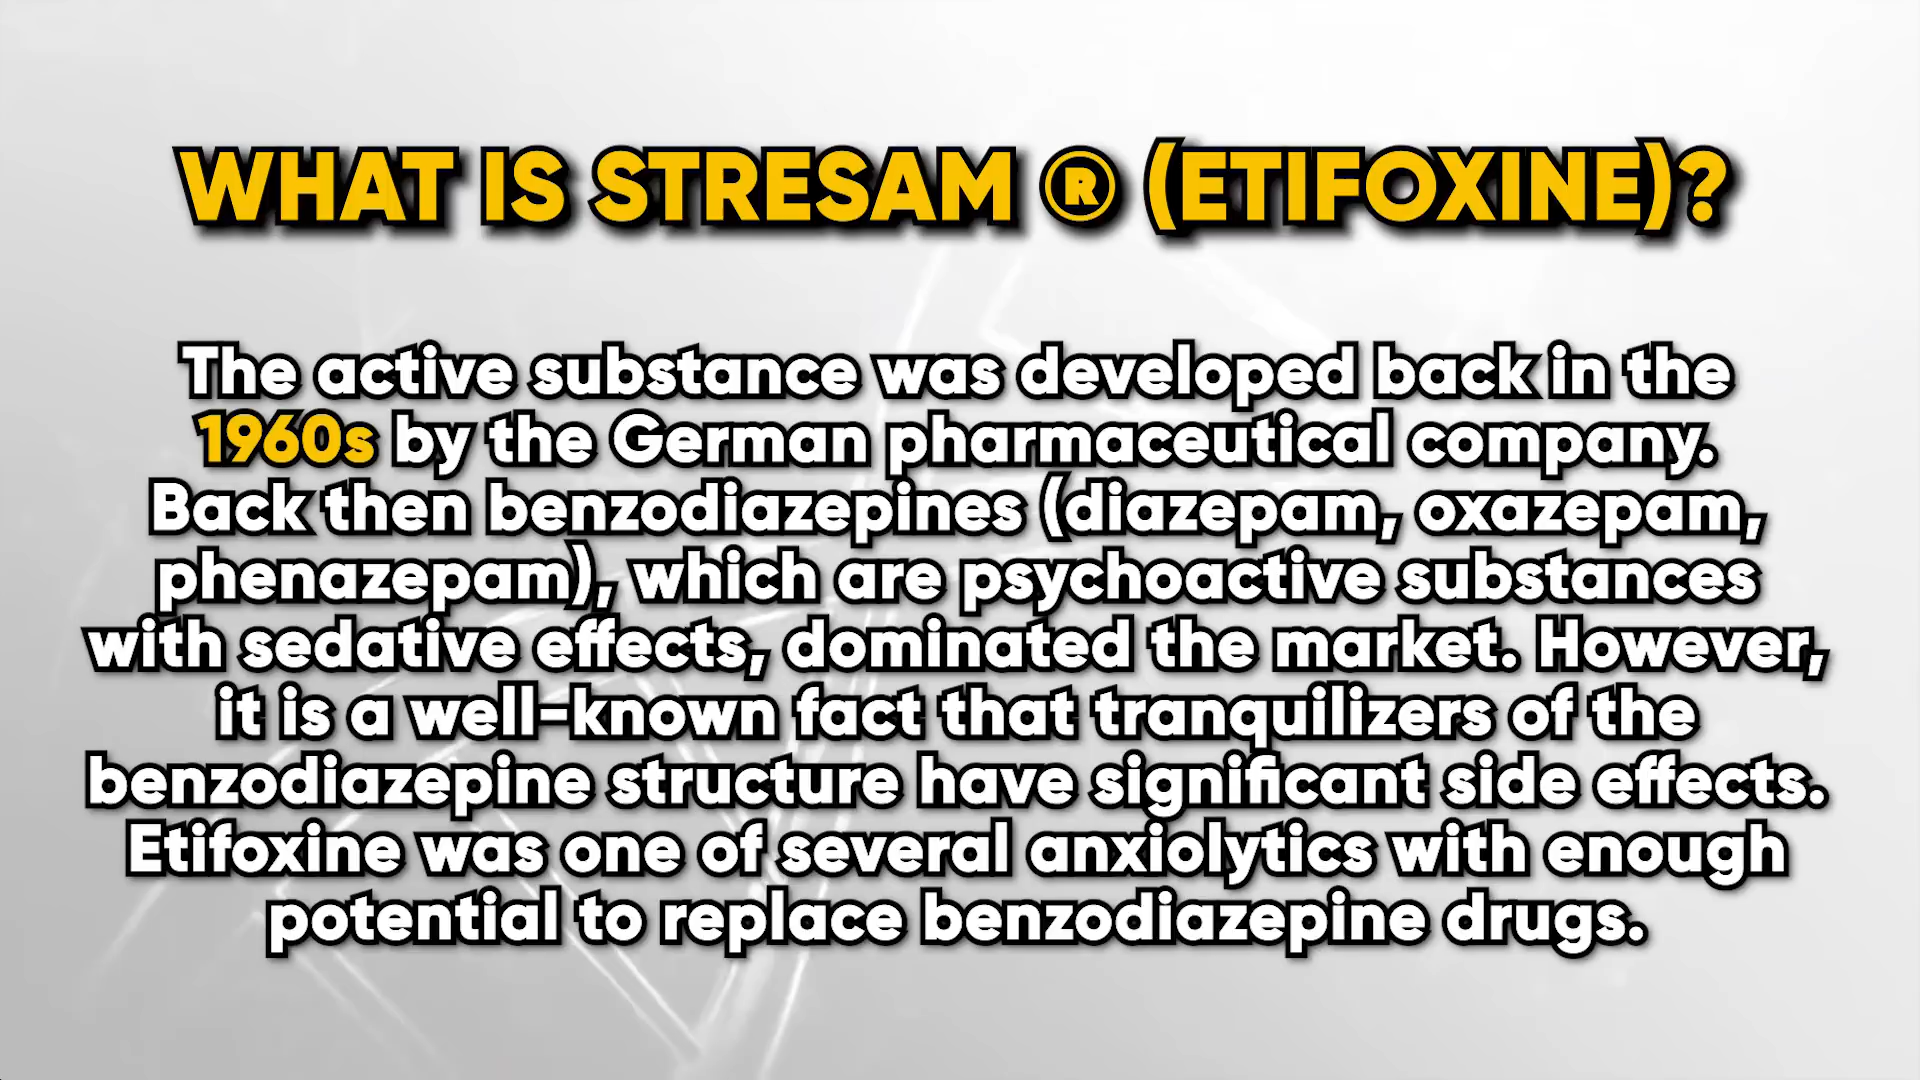 WHAT IS STRESAM ® (ETIFOXINE)?
The active substance was developed back in the
1960s by the German pharmaceutical company.
Back then benzodiazepines (diazepam, oxazepam,
phenazepam), which are psychoactive substances
with sedative effects, dominated the market. However,
it is a well-known fact that tranquilizers of the
benzodiazepine structure have significant side effects.
Etifoxine was one of several anxiolytics with enough
potential to replace benzodiazepine drugs.